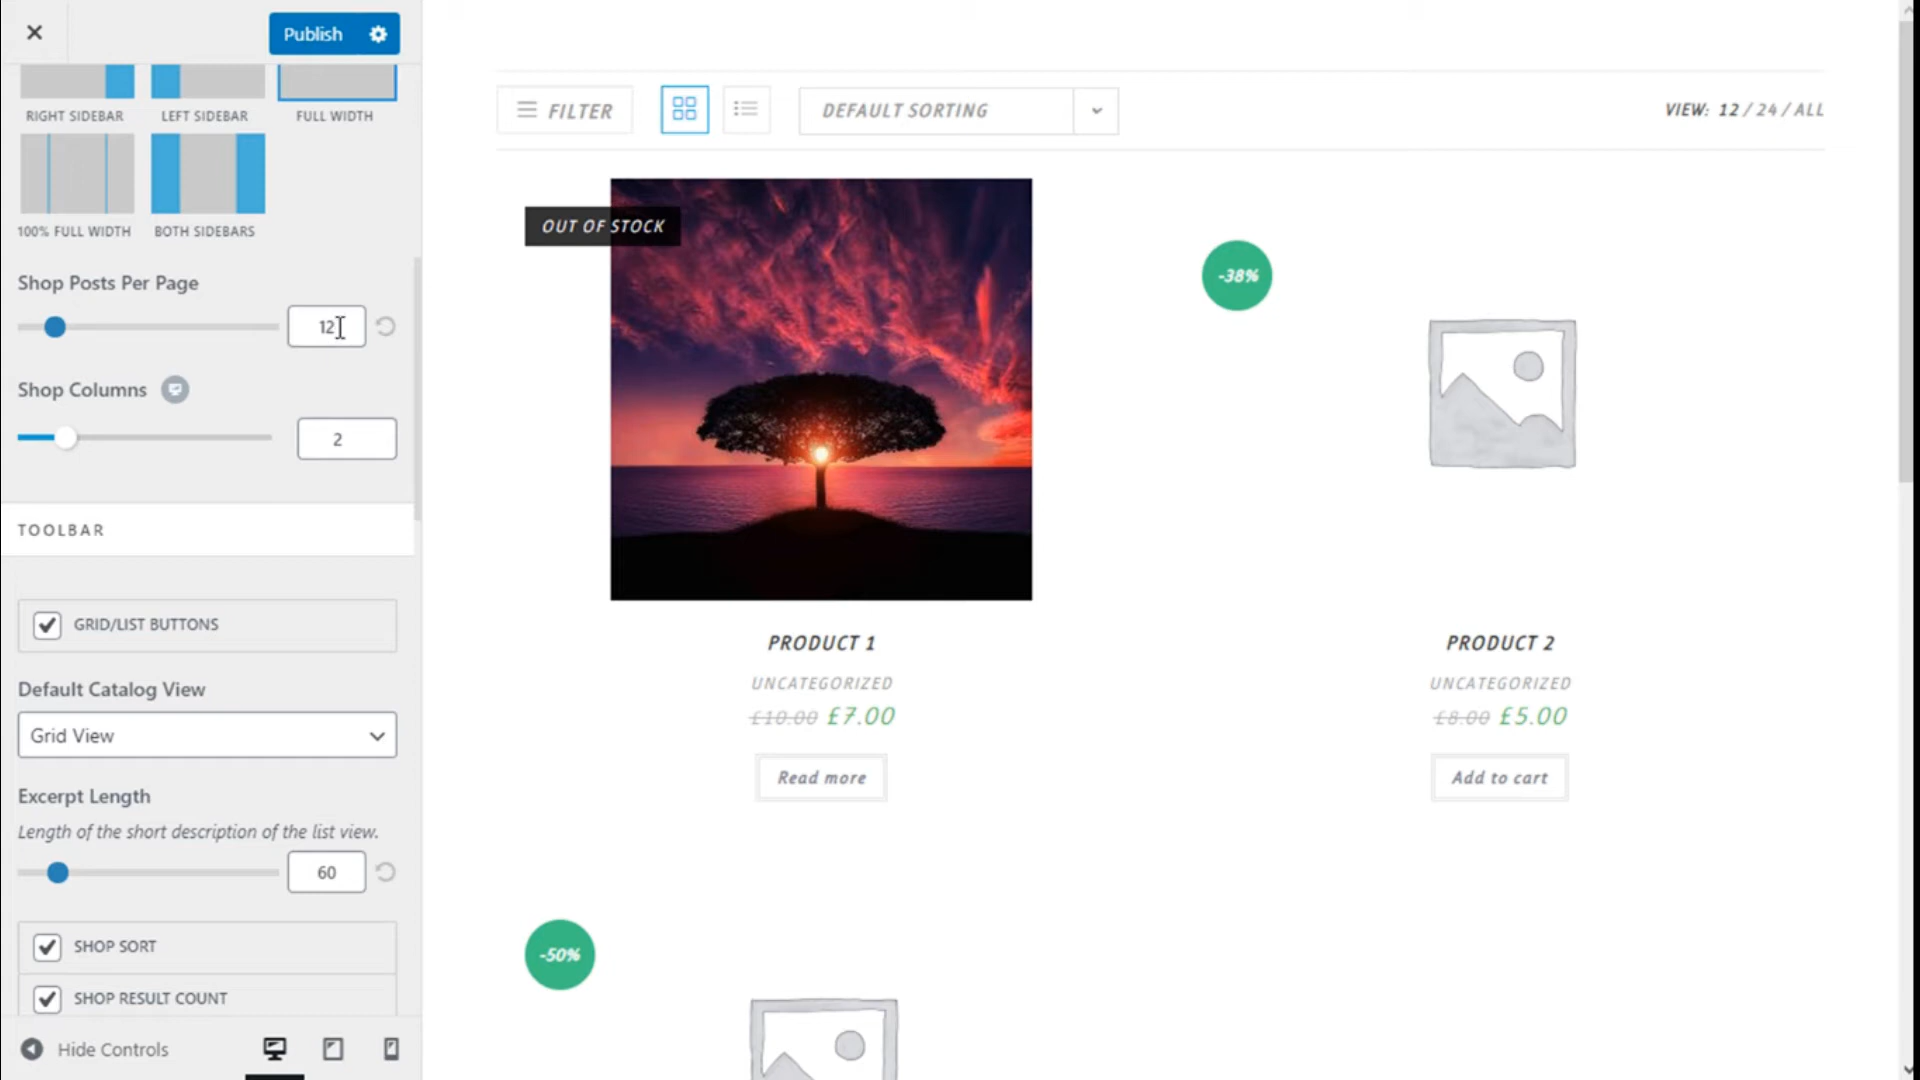 Publish
RIGHT SIDEBAR
LEFT SIDEBAR
FULL WIDTH
100% FULL WIDTH
BOTH SIDEBARS
Shop Posts Per Page
12
Shop Columns
2
TOOLBAR
GRID/LIST BUTTONS
Default Catalog View
Grid View
Excerpt Length
Length of the short description of the list view.
60
SHOP SORT
SHOP RESULT COUNT
Hide Controls
FILTER
DEFAULT SORTING
VIEW: 12 / 24 / ALL
OUT OF STOCK
PRODUCT 1
UNCATEGORIZED
£10.00 £7.00
Read more
-38%
PRODUCT 2
UNCATEGORIZED
£8.00 £5.00
Add to cart
-50%